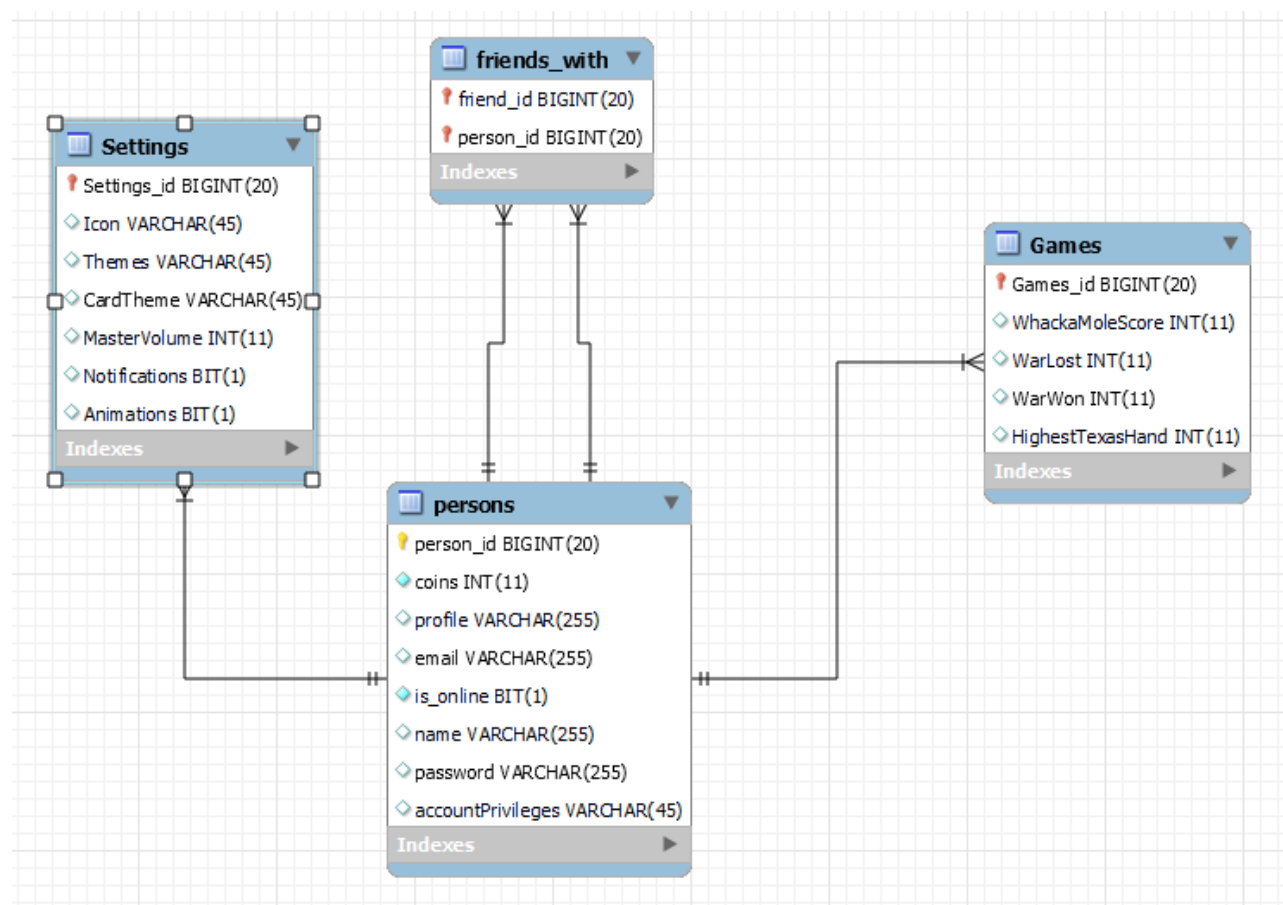 friends_with
friend_id BIGINT(20)
person_id BIGINT(20)
Indexes
Settings
Settings_id BIGINT(20)
Icon VARCHAR(45)
Themes VARCHAR(45)
CardTheme VARCHAR(45)
MasterVolume INT(11)
Notifications BIT(1)
Animations BIT(1)
Indexes
Games
Games_id BIGINT(20)
WhackaMoleScore INT(11)
WarLost INT(11)
WarWon INT(11)
HighestTexasHand INT(11)
Indexes
persons
person_id BIGINT(20)
coins INT(11)
profile VARCHAR(255)
email VARCHAR(255)
is_online BIT(1)
name VARCHAR(255)
password VARCHAR(255)
accountPrivileges VARCHAR(45)
Indexes